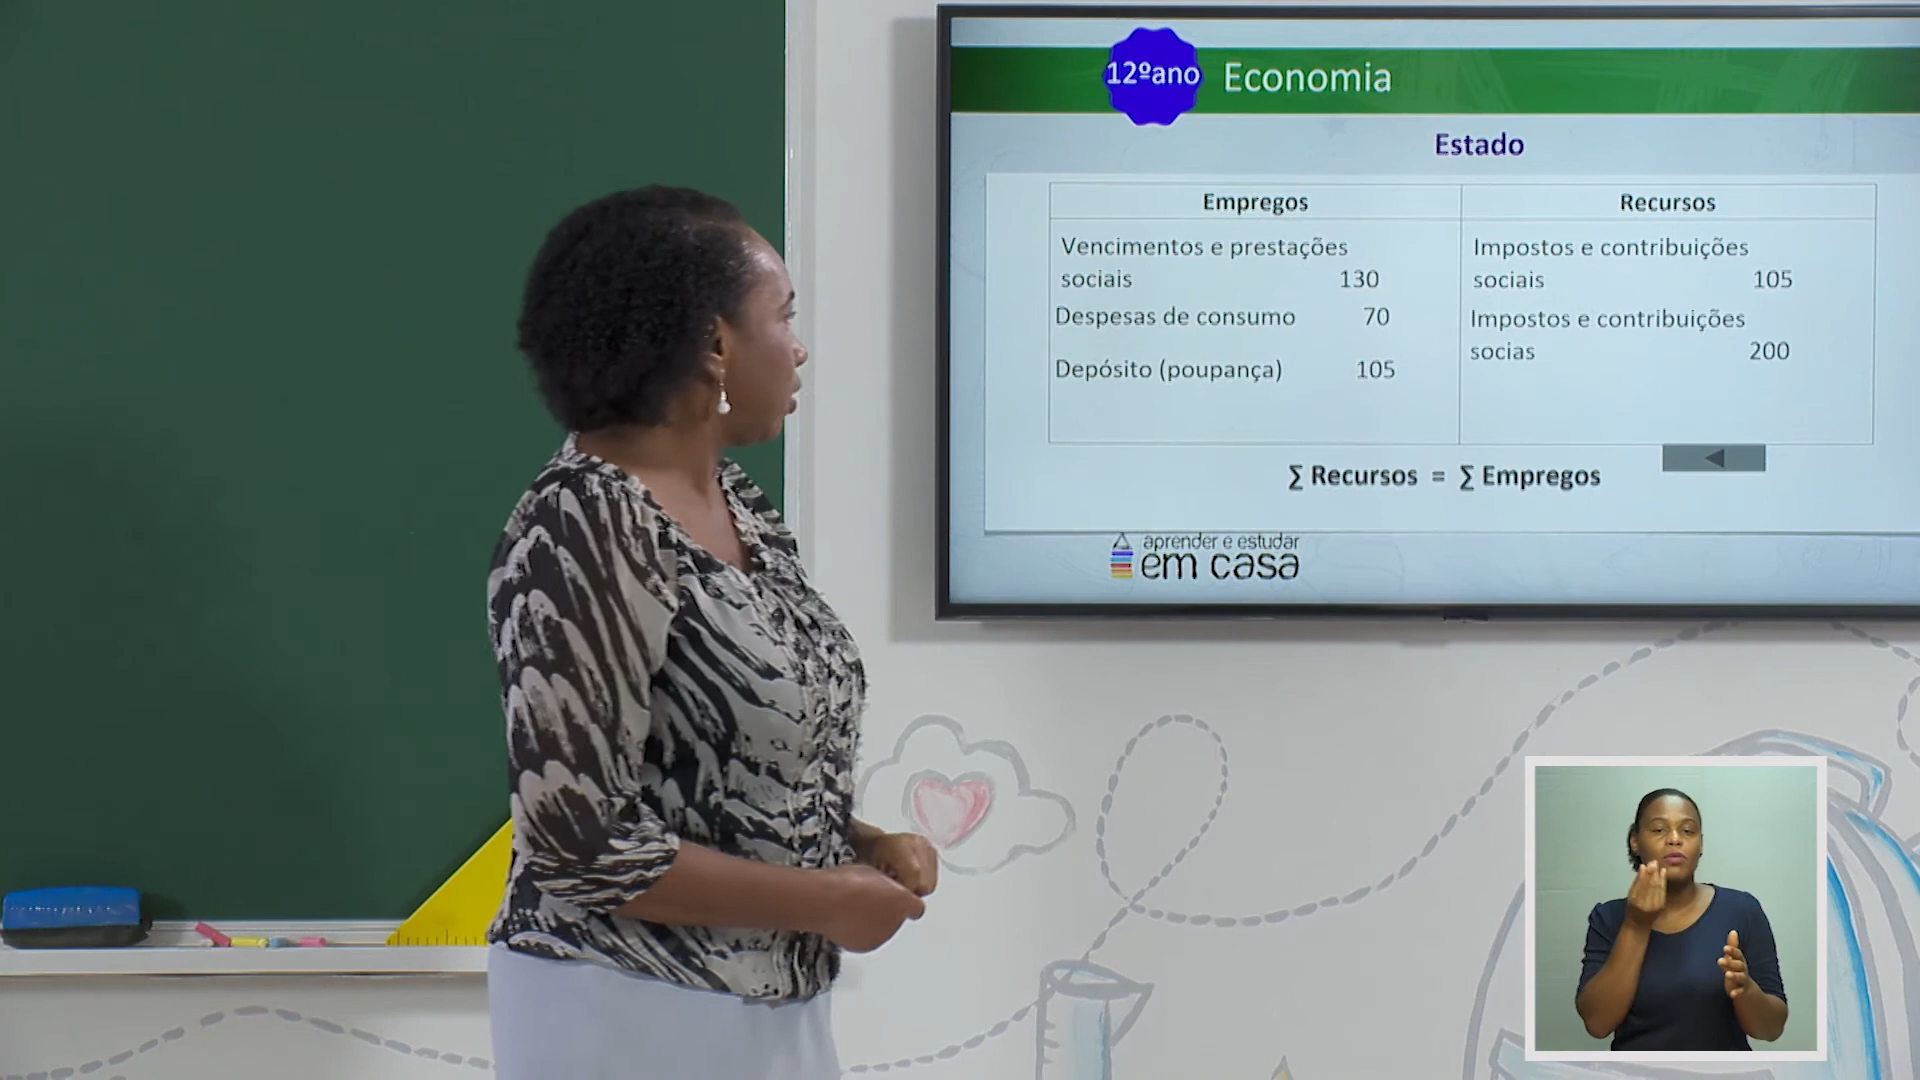 12ºano Economia
Estado
Empregos Recursos
Vencimentos e prestações
sociais 130
Despesas de consumo 70
Depósito (poupança) 105
Impostos e contribuições
sociais 105
Impostos e contribuições
socias 200
∑ Recursos = ∑ Empregos
aprender e estudar
em casa